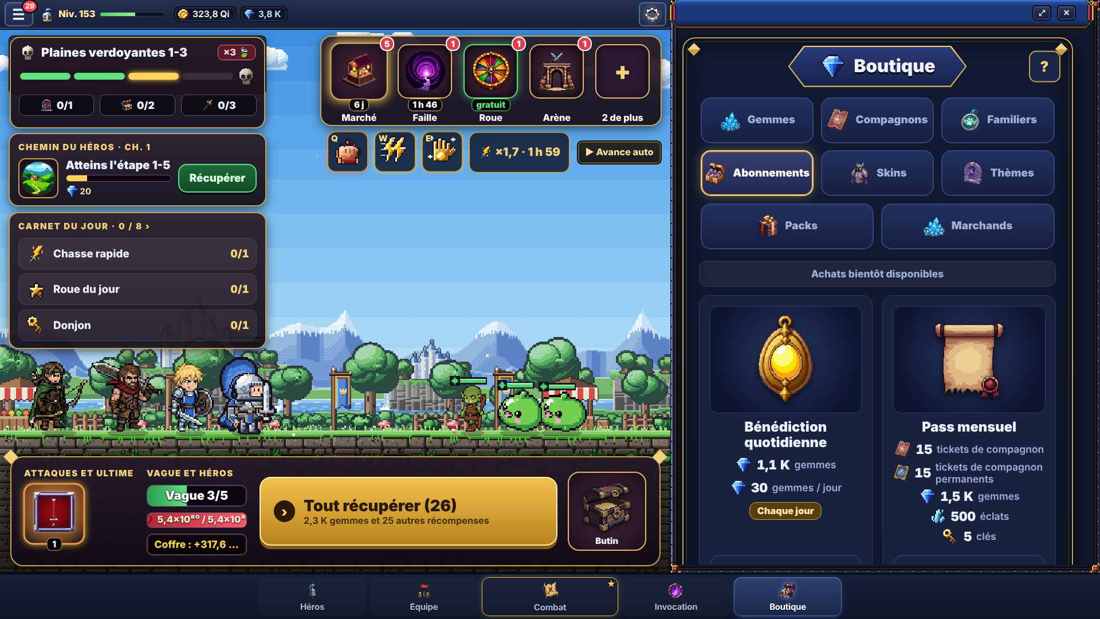 29
Niv. 153
323,8 Qi
3,8 K
Plaines verdoyantes 1-3
×3
0/1
0/2
0/3
CHEMIN DU HÉROS · CH. 1
Atteins l'étape 1-5
20
Récupérer
CARNET DU JOUR · 0 / 8 ›
Chasse rapide
0/1
Roue du jour
0/1
Donjon
0/1
5
1
1
1
6 j
1 h 46
gratuit
Marché
Faille
Roue
Arène
2 de plus
Q
W
E
×1,7 · 1 h 59
Avance auto
ATTAQUES ET ULTIME
1
VAGUE ET HÉROS
Vague 3/5
Coffre : +317,6 ...
Tout récupérer (26)
2,3 K gemmes et 25 autres récompenses
Butin
Héros
Équipe
Combat
Invocation
Boutique
Boutique
?
Gemmes
Compagnons
Familiers
Abonnements
Skins
Thèmes
Packs
Marchands
Achats bientôt disponibles
Bénédiction
quotidienne
1,1 K gemmes
30 gemmes / jour
Chaque jour
Pass mensuel
15 tickets de compagnon
15 tickets de compagnon
permanents
1,5 K gemmes
500 éclats
5 clés